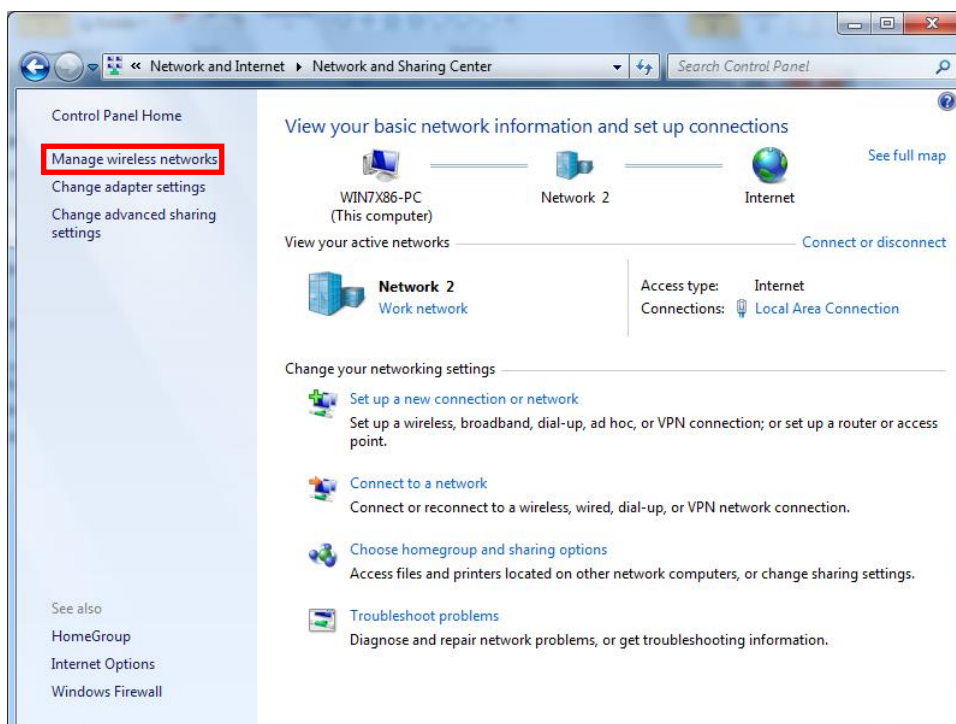 « Network and Internet ▸ Network and Sharing Center
Search Control Panel
Control Panel Home
Manage wireless networks
Change adapter settings
Change advanced sharing
settings
See also
HomeGroup
Internet Options
Windows Firewall
View your basic network information and set up connections
See full map
WIN7X86-PC
(This computer)
Network 2
Internet
View your active networks
Connect or disconnect
Network 2
Work network
Access type: Internet
Connections: Local Area Connection
Change your networking settings
Set up a new connection or network
Set up a wireless, broadband, dial-up, ad hoc, or VPN connection; or set up a router or access
point.
Connect to a network
Connect or reconnect to a wireless, wired, dial-up, or VPN network connection.
Choose homegroup and sharing options
Access files and printers located on other network computers, or change sharing settings.
Troubleshoot problems
Diagnose and repair network problems, or get troubleshooting information.